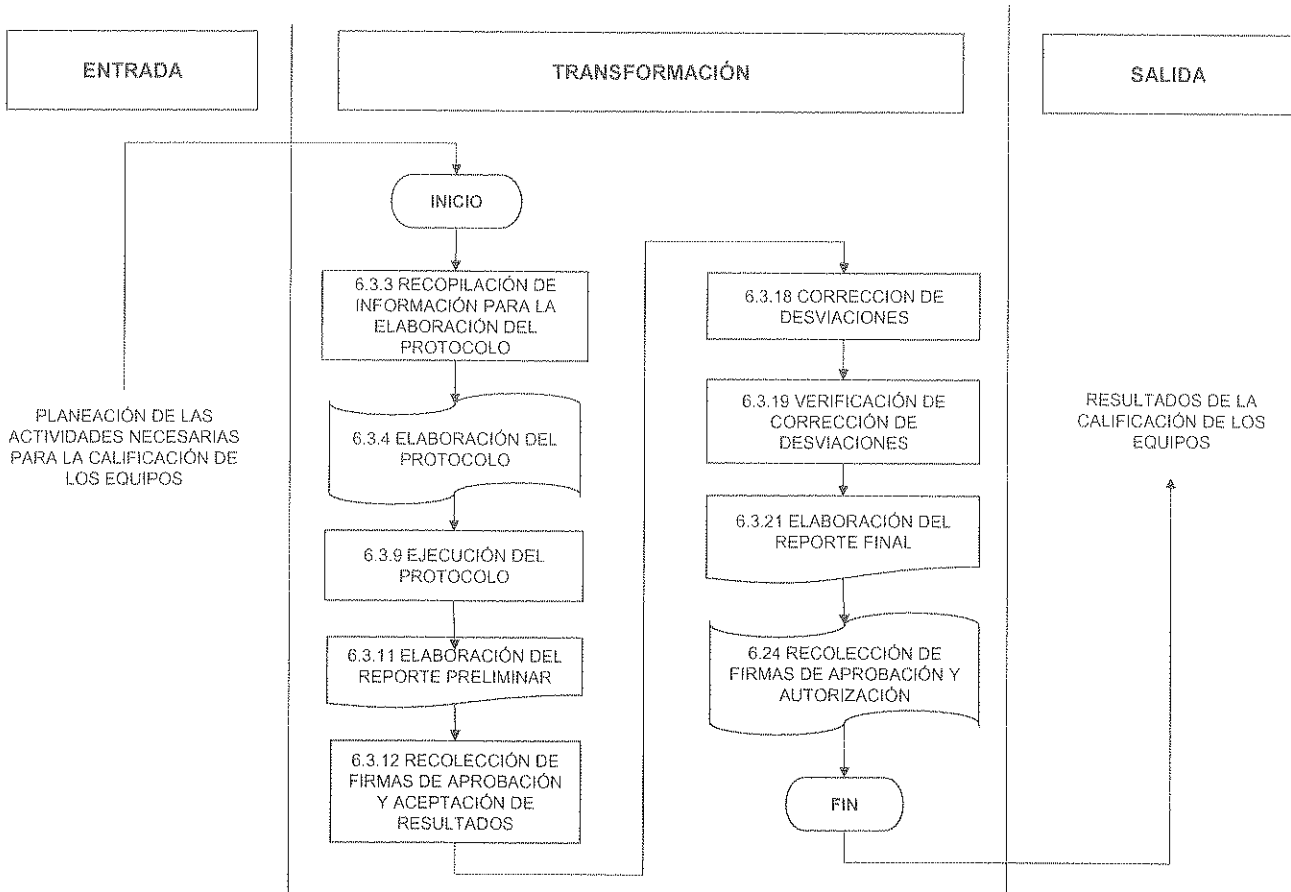 ENTRADA
TRANSFORMACIÓN
SALIDA
PLANEACIÓN DE LAS
ACTIVIDADES NECESARIAS
PARA LA CALIFICACIÓN DE
LOS EQUIPOS
INICIO
6.3.3 RECOPILACIÓN DE
INFORMACIÓN PARA LA
ELABORACIÓN DEL
PROTOCOLO
6.3.4 ELABORACIÓN DEL
PROTOCOLO
6.3.9 EJECUCIÓN DEL
PROTOCOLO
6.3.11 ELABORACIÓN DEL
REPORTE PRELIMINAR
6.3.12 RECOLECCIÓN DE
FIRMAS DE APROBACIÓN
Y ACEPTACIÓN DE
RESULTADOS
6.3.18 CORRECCION DE
DESVIACIONES
6.3.19 VERIFICACIÓN DE
CORRECCIÓN DE
DESVIACIONES
6.3.21 ELABORACIÓN DEL
REPORTE FINAL
6.24 RECOLECCIÓN DE
FIRMAS DE APROBACIÓN Y
AUTORIZACIÓN
FIN
RESULTADOS DE LA
CALIFICACIÓN DE LOS
EQUIPOS